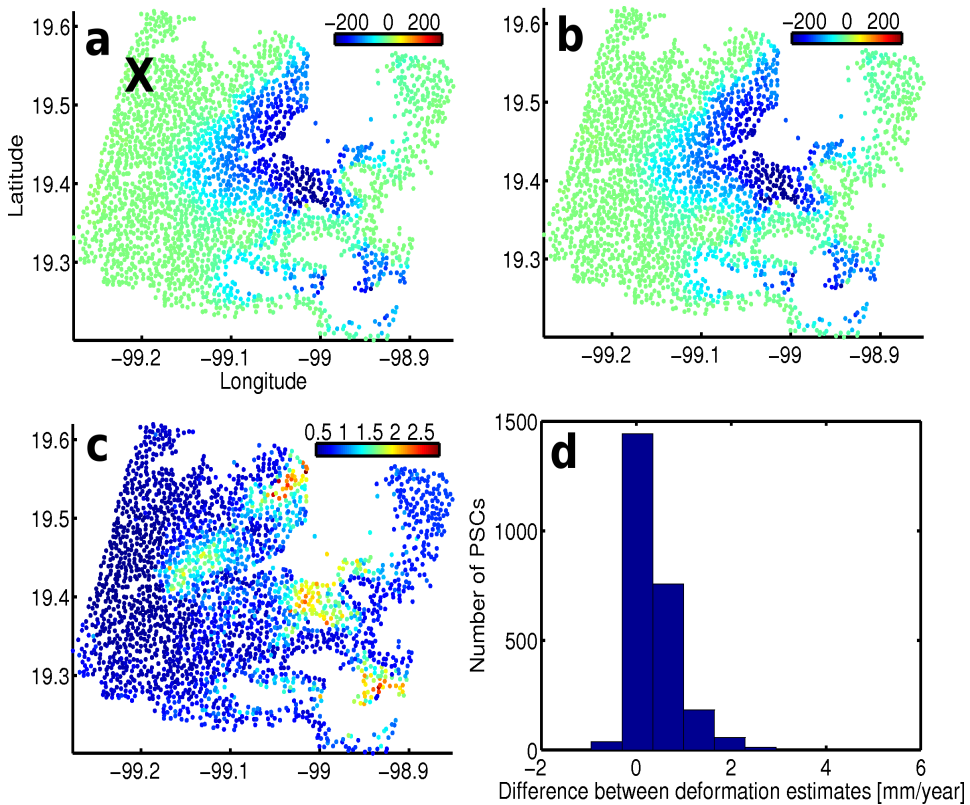 a
X
−200 0 200
19.6
19.5
19.4
19.3
Latitude
−99.2 −99.1 −99 −98.9
Longitude
b
−200 0 200
19.6
19.5
19.4
19.3
−99.2 −99.1 −99 −98.9
c
0.5 1 1.5 2 2.5
19.6
19.5
19.4
19.3
−99.2 −99.1 −99 −98.9
d
1500
1000
500
0
Number of PSCs
−2 0 2 4 6
Difference between deformation estimates [mm/year]